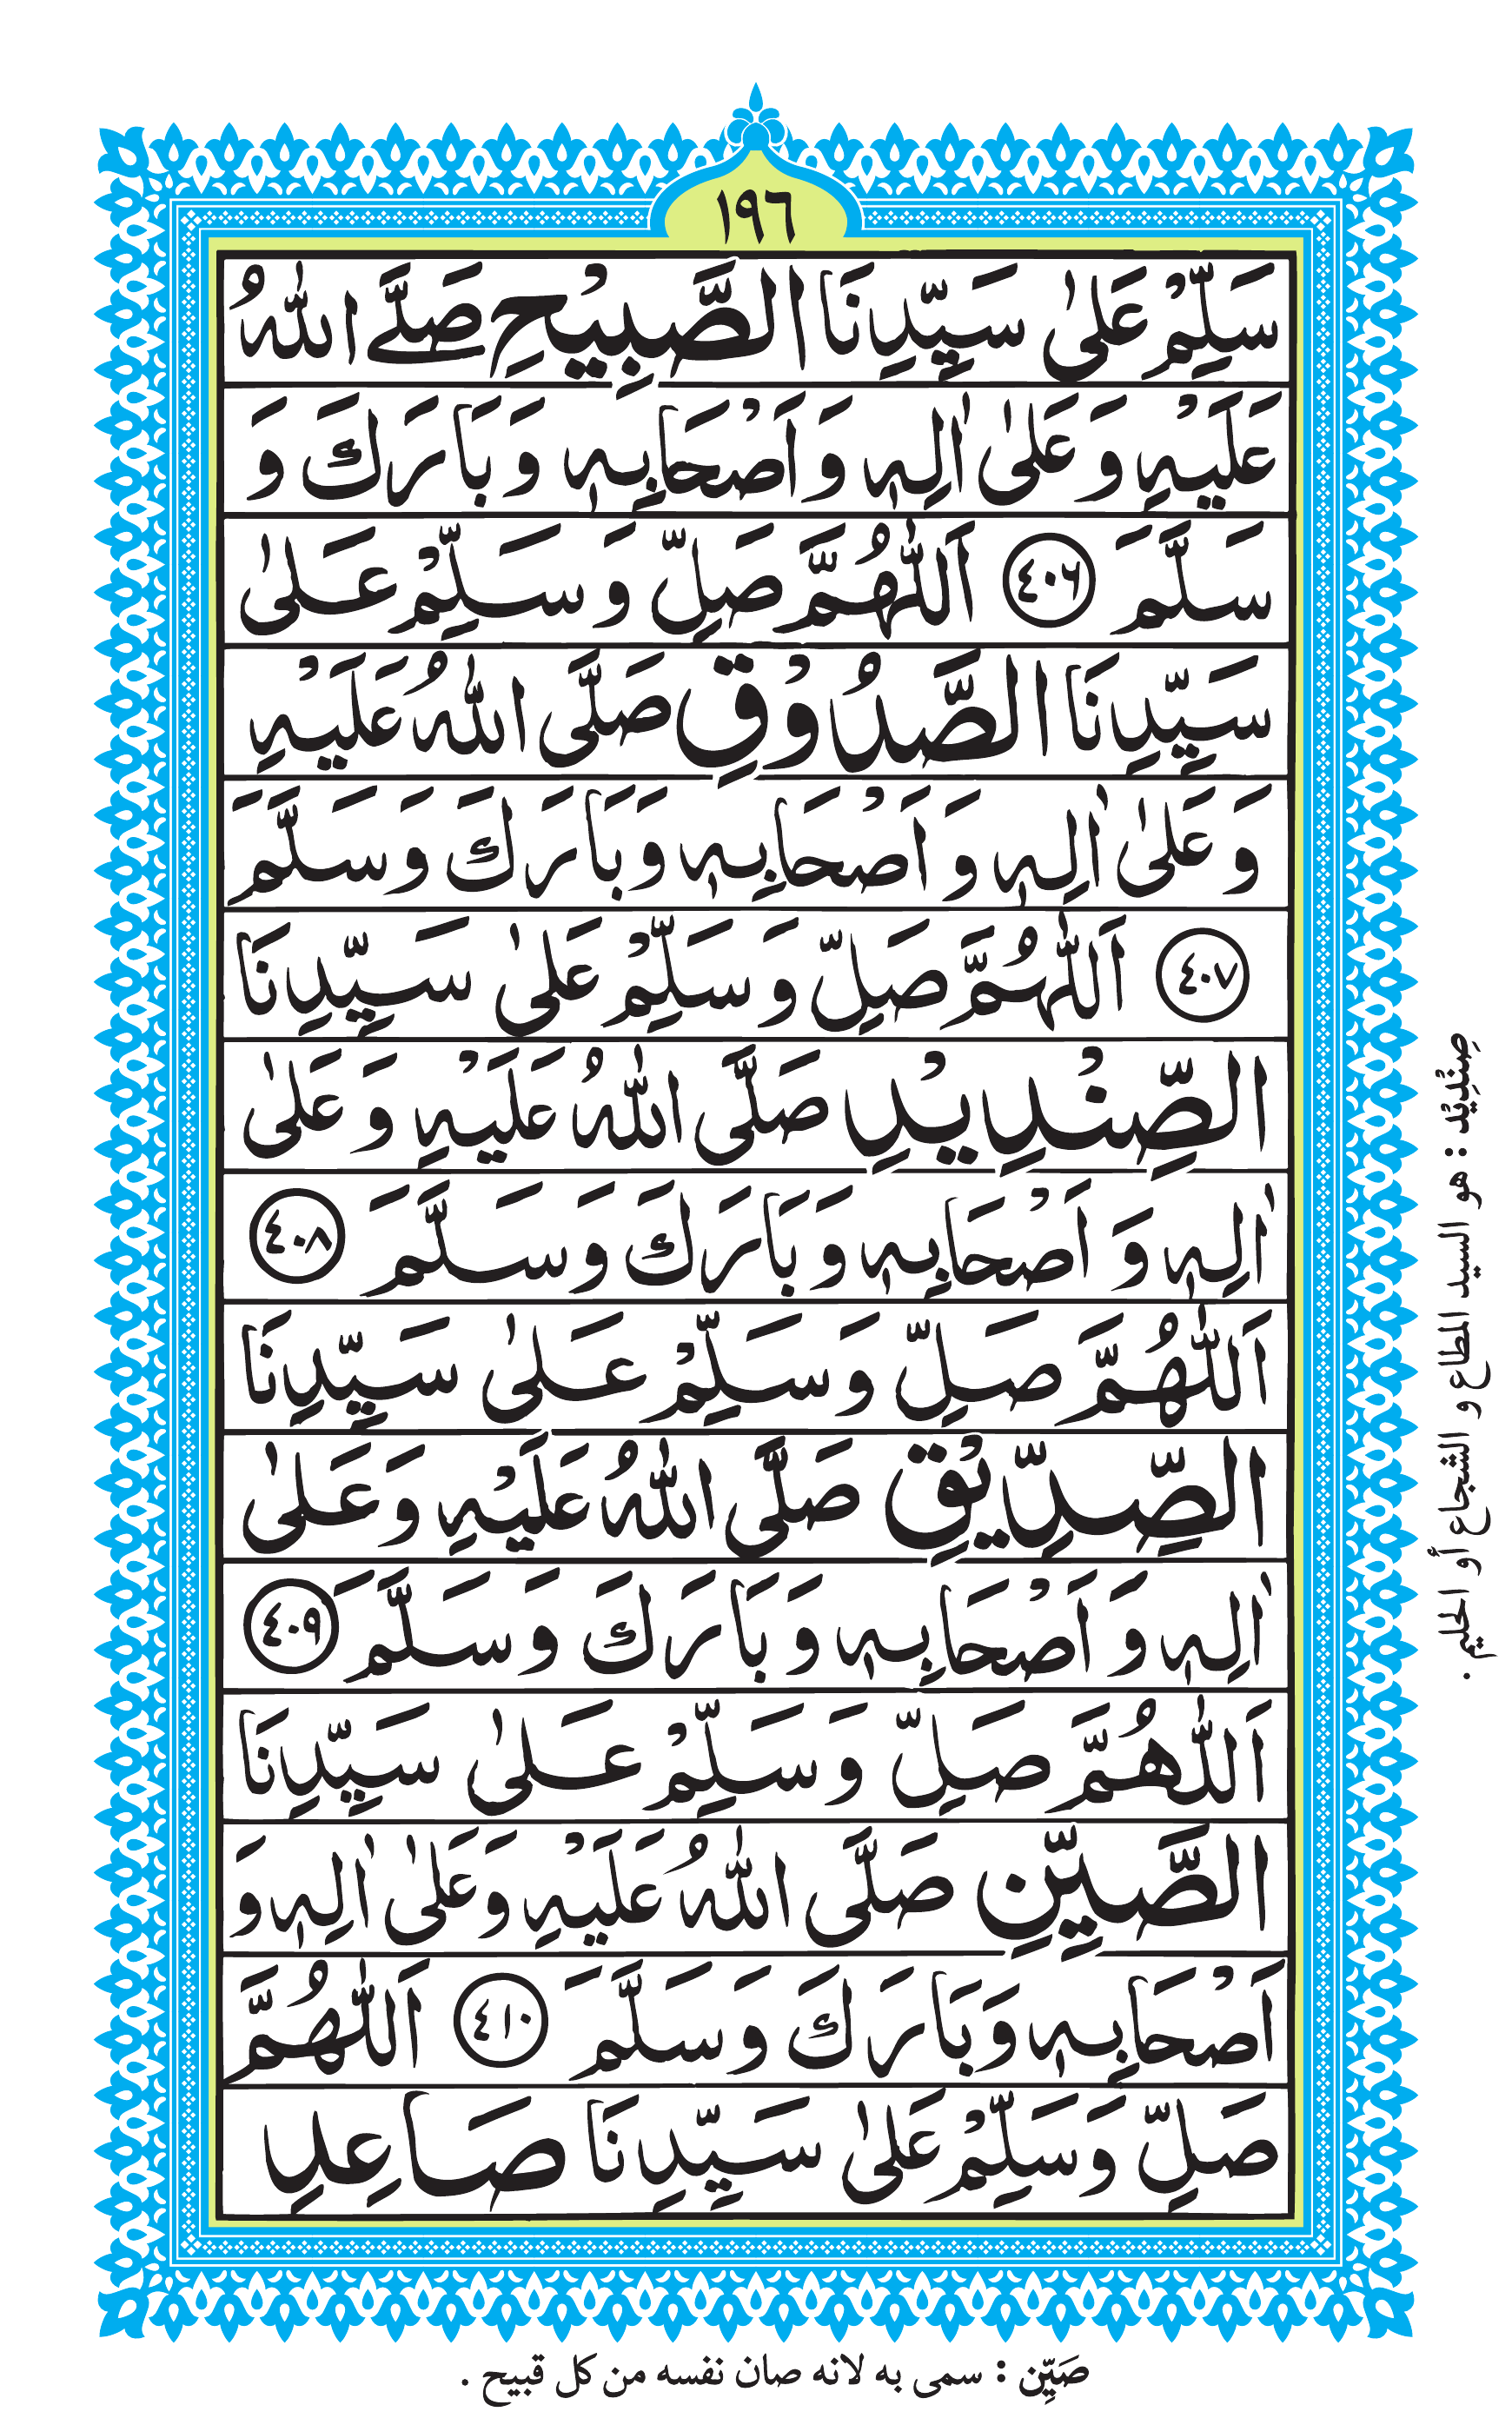 ١٩٦
سَلِّمْ عَلٰى سَيِّدِنَا الصَّبِيْحِ صَلَّے اللّٰهُ
عَلَيْهِ وَعَلٰى اٰلِهٖ وَ اَصْحَابِهٖ وَبَارَكَ وَ
سَلَّمَ ٤٠٦ اَللّٰهُمَّ صَلِّ وَسَلِّمْ عَلٰى
سَيِّدِنَا الصَّدُوْقِ صَلَّى اللّٰهُ عَلَيْهِ
وَعَلٰى اٰلِهٖ وَ اَصْحَابِهٖ وَبَارَكَ وَسَلَّمَ
٤٠٧ اَللّٰهُمَّ صَلِّ وَسَلِّمْ عَلٰى سَيِّدِنَا
الصِّنْدِيْدِ صَلَّى اللّٰهُ عَلَيْهِ وَعَلٰى
اٰلِهٖ وَ اَصْحَابِهٖ وَبَارَكَ وَسَلَّمَ ٤٠٨
اَللّٰهُمَّ صَلِّ وَسَلِّمْ عَلٰى سَيِّدِنَا
الصِّدِّيْقِ صَلَّى اللّٰهُ عَلَيْهِ وَعَلٰى
اٰلِهٖ وَ اَصْحَابِهٖ وَبَارَكَ وَسَلَّمَ ٤٠٩
اَللّٰهُمَّ صَلِّ وَسَلِّمْ عَلٰى سَيِّدِنَا
الصَّيِّنِ صَلَّى اللّٰهُ عَلَيْهِ وَعَلٰى اٰلِهٖ وَ
اَصْحَابِهٖ وَبَارَكَ وَسَلَّمَ ٤١٠ اَللّٰهُمَّ
صَلِّ وَسَلِّمْ عَلٰى سَيِّدِنَا صَاعِدِ
صِنْدِيْد : هو السيد المطاع و الشجاع أو الحليم .
صَيِّن : سمى به لانه صان نفسه من كل قبيح .